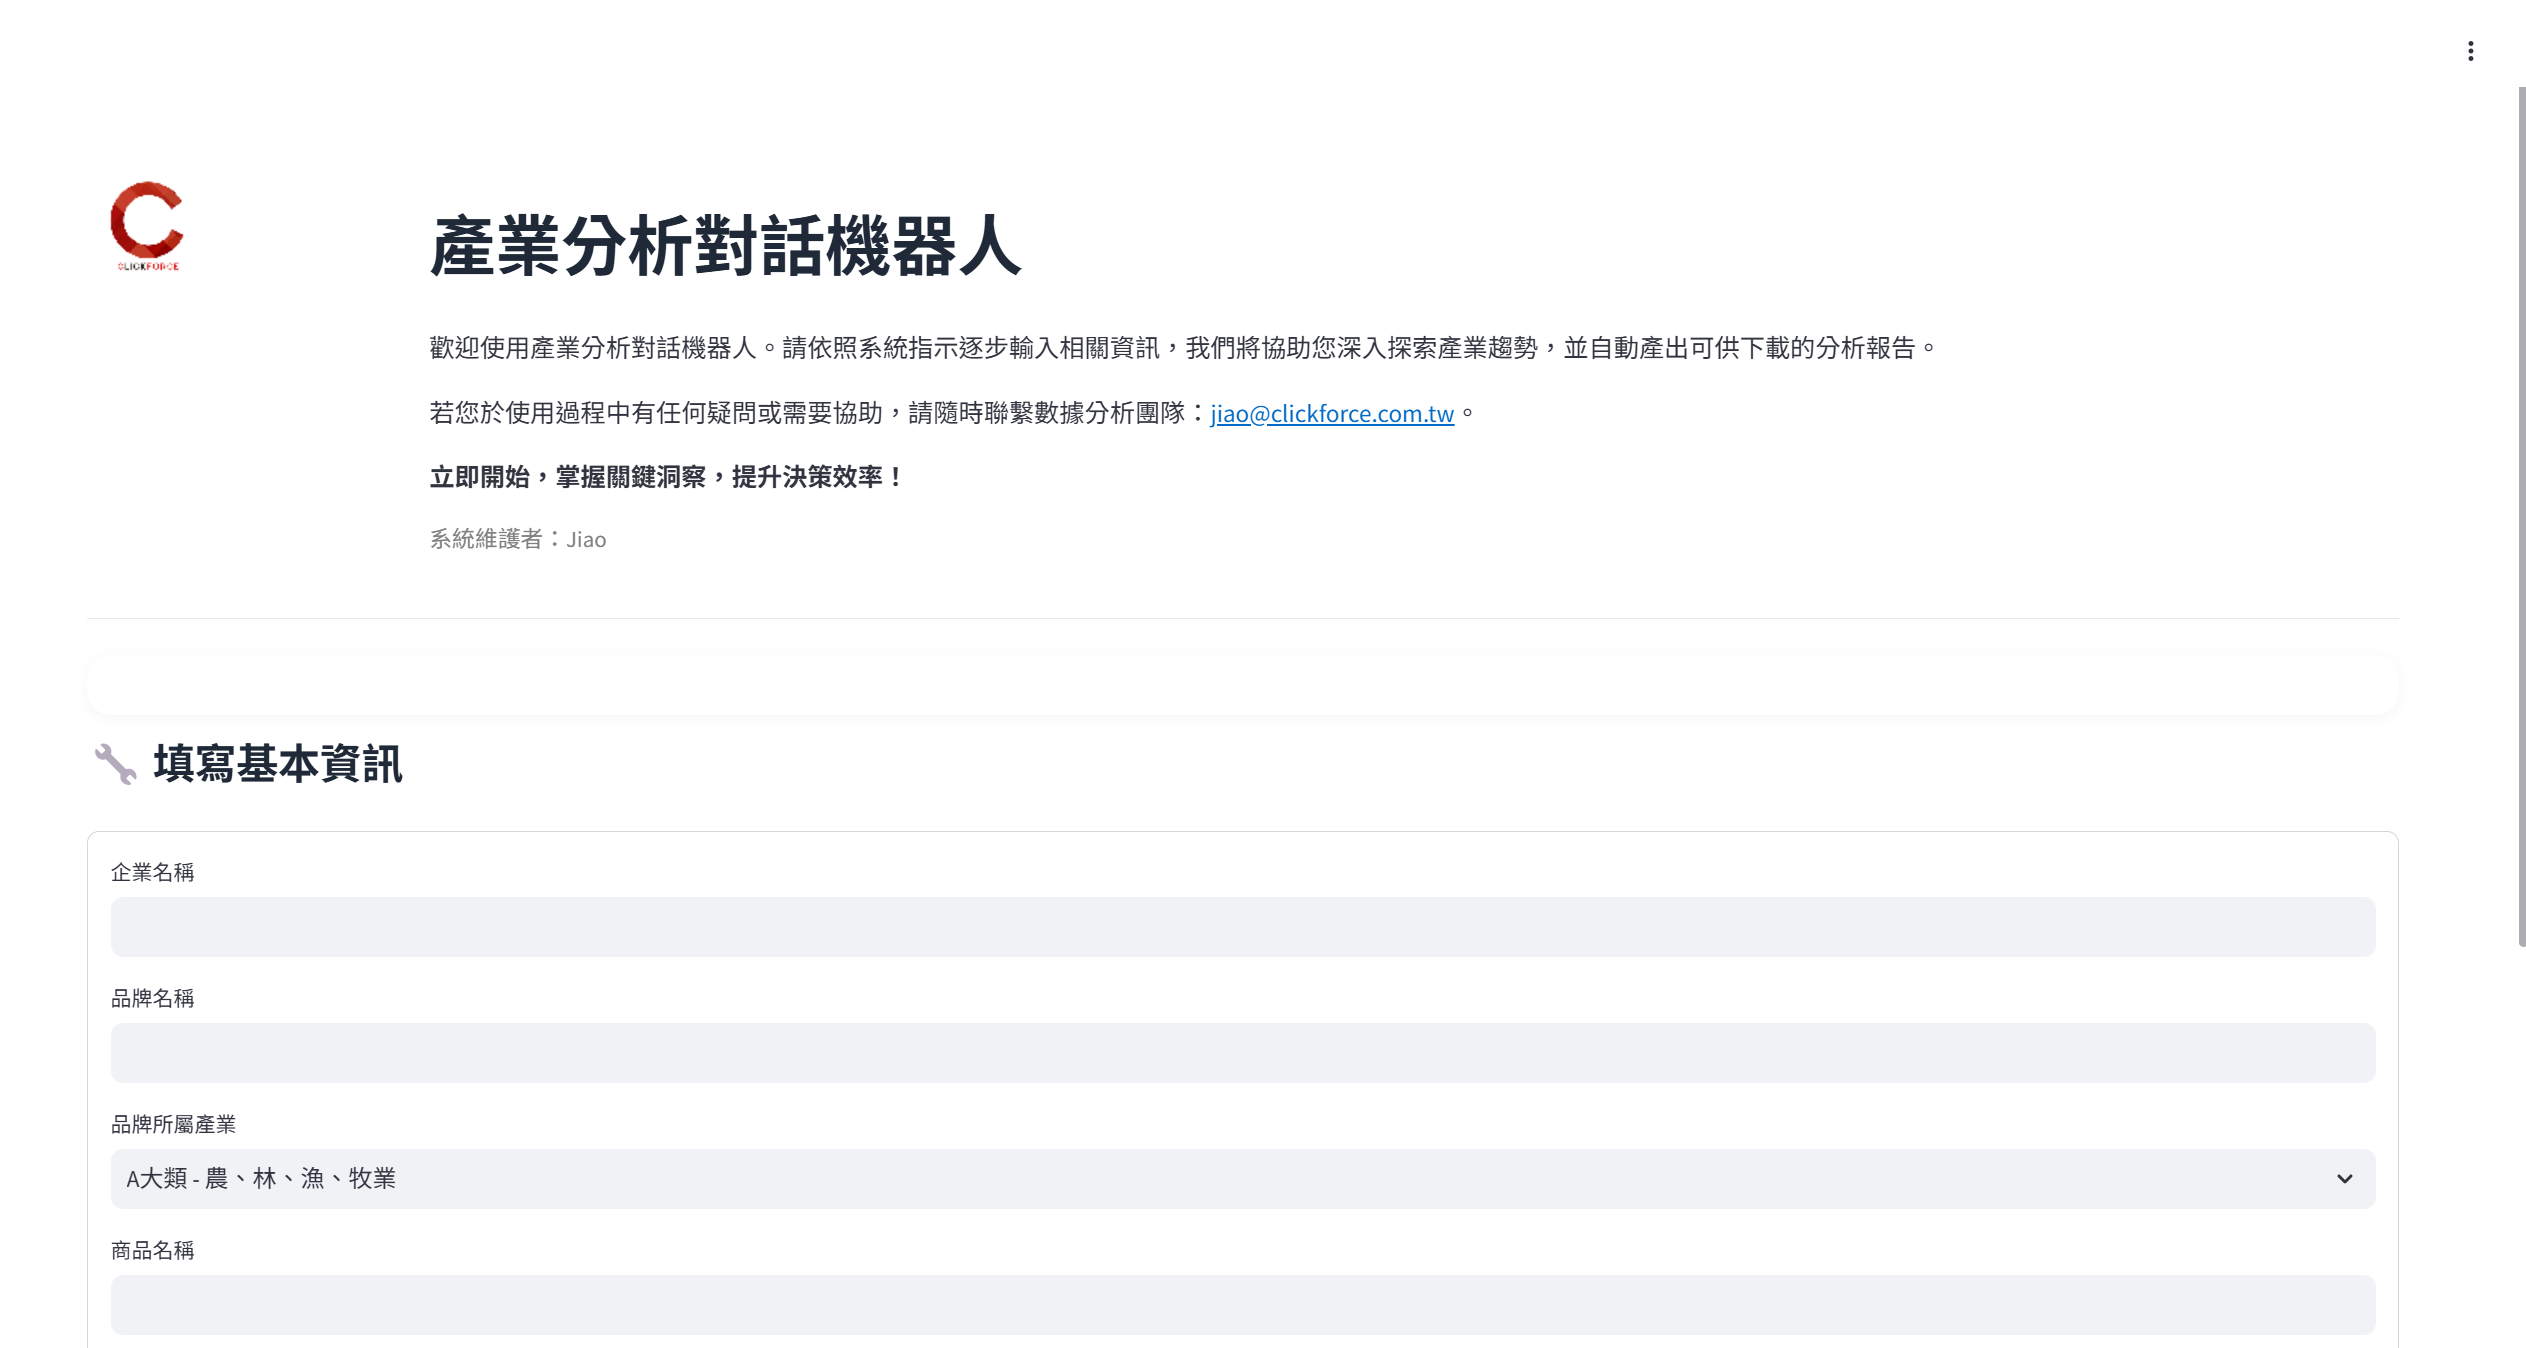 CLICKFORCE
產業分析對話機器人
歡迎使用產業分析對話機器人。請依照系統指示逐步輸入相關資訊，我們將協助您深入探索產業趨勢，並自動產出可供下載的分析報告。
若您於使用過程中有任何疑問或需要協助，請隨時聯繫數據分析團隊：jiao@clickforce.com.tw。
立即開始，掌握關鍵洞察，提升決策效率！
系統維護者：Jiao
填寫基本資訊
企業名稱
品牌名稱
品牌所屬產業
A大類 - 農、林、漁、牧業
商品名稱